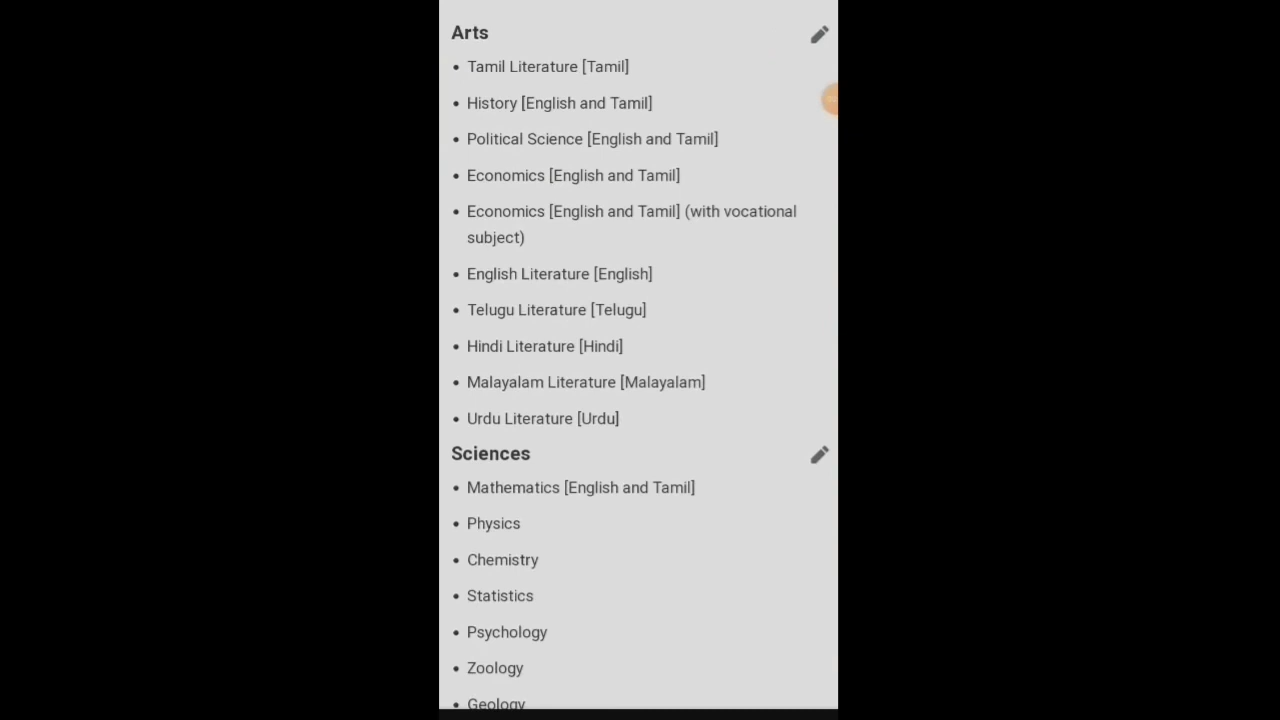 Arts
• Tamil Literature [Tamil]
• History [English and Tamil]
• Political Science [English and Tamil]
• Economics [English and Tamil]
• Economics [English and Tamil] (with vocational
subject)
• English Literature [English]
• Telugu Literature [Telugu]
• Hindi Literature [Hindi]
• Malayalam Literature [Malayalam]
• Urdu Literature [Urdu]
Sciences
• Mathematics [English and Tamil]
• Physics
• Chemistry
• Statistics
• Psychology
• Zoology
• Geology